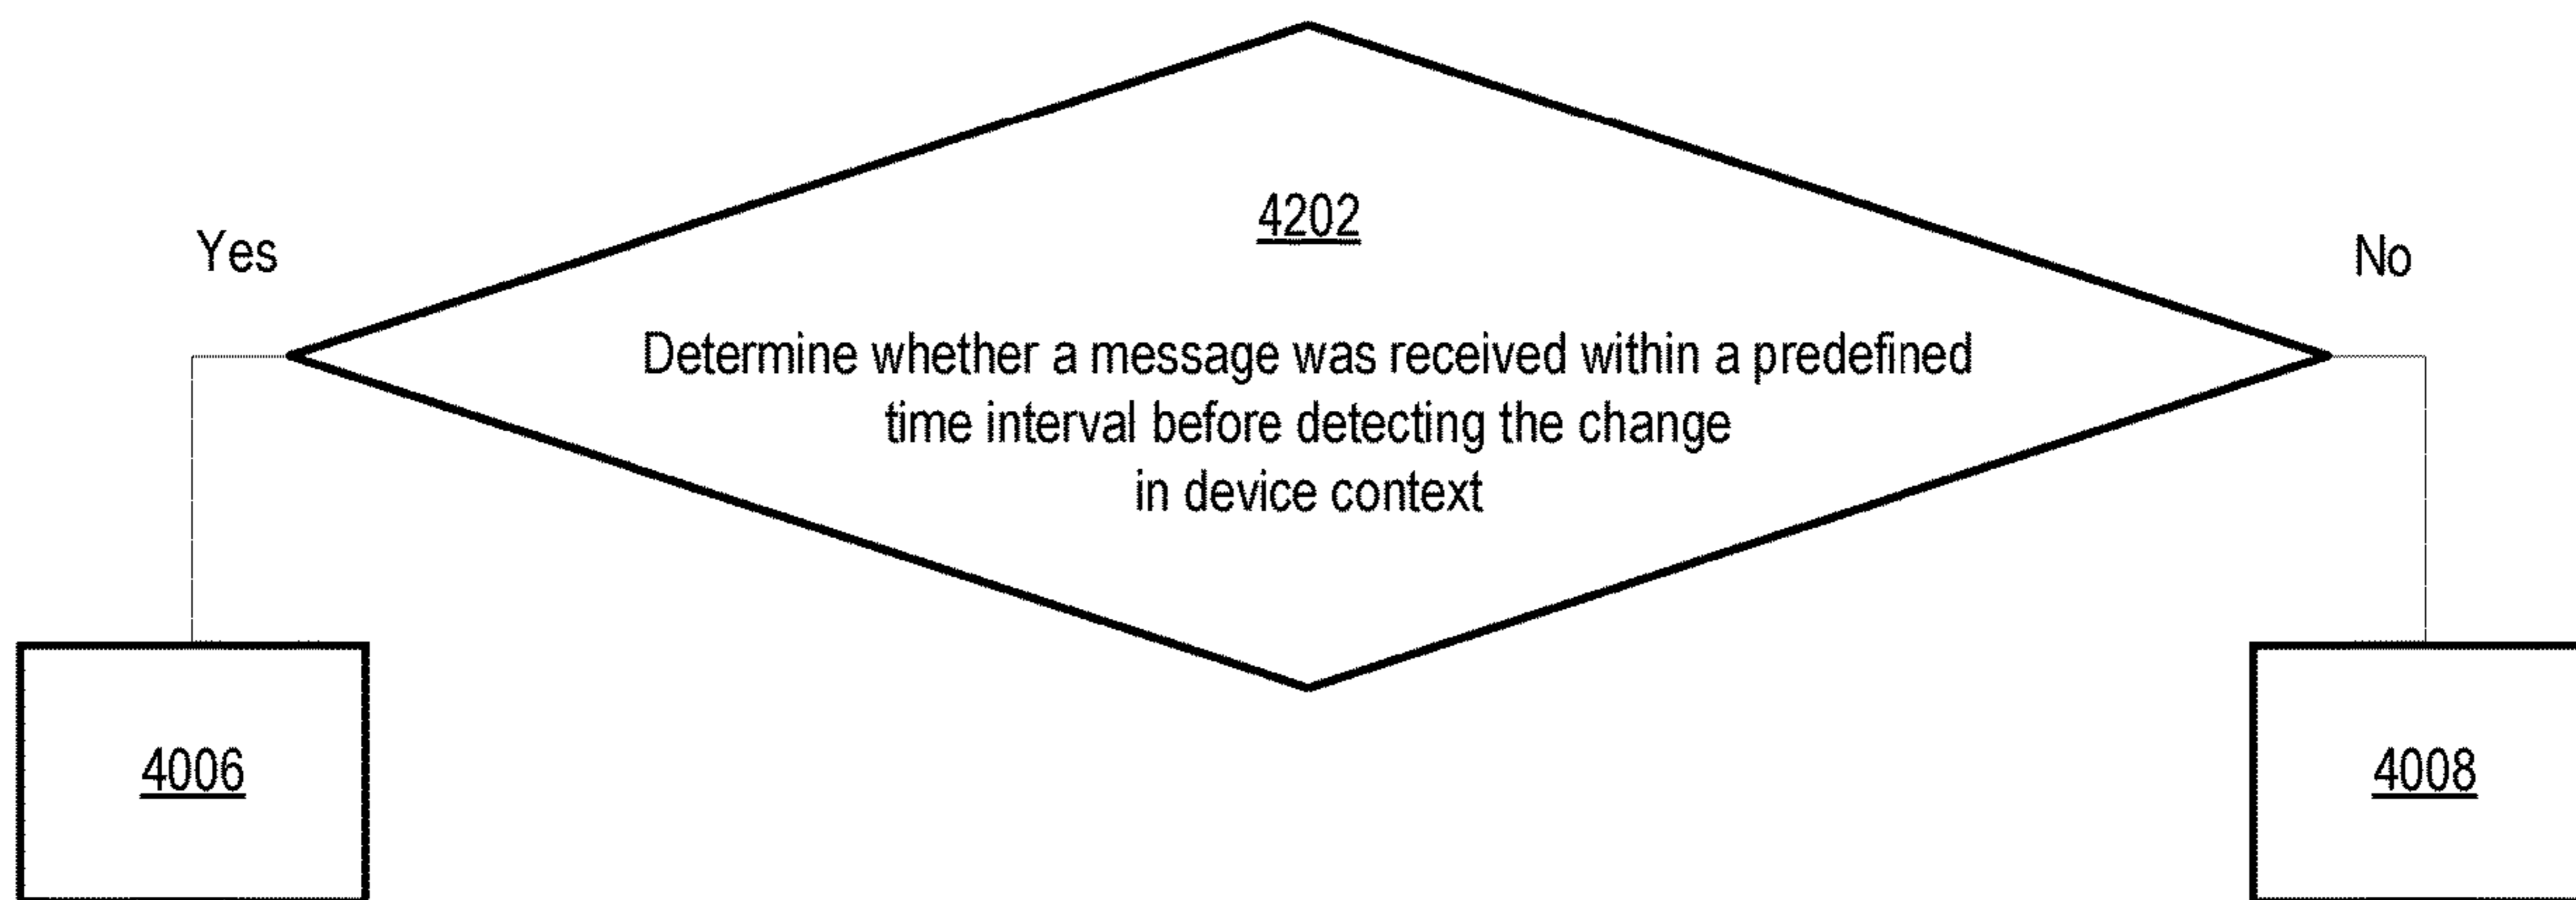 4202
Yes
No
Determine whether a message was received within a predefined
time interval before detecting the change
in device context
4006
4008